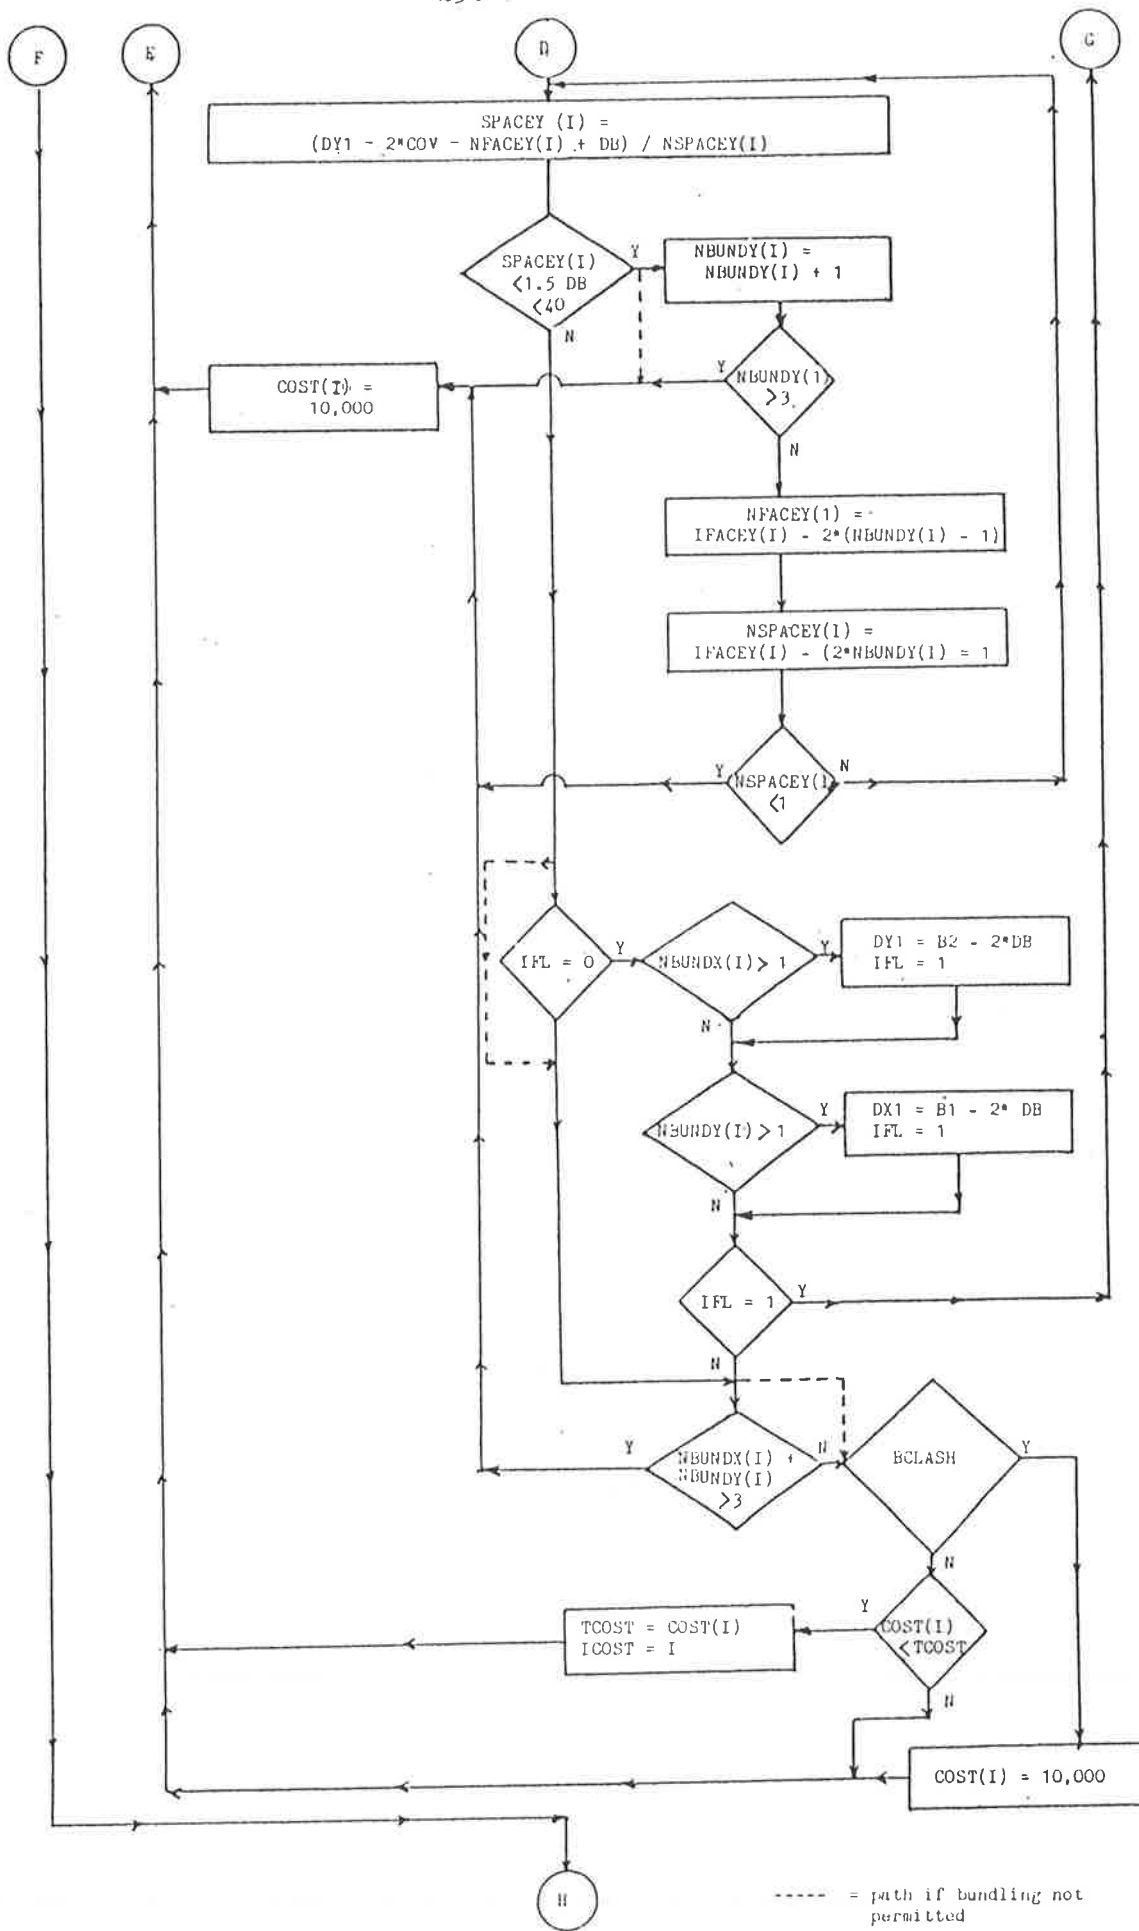 F
E
D
G
SPACEY (I) =
(DY1 - 2*COV - NFACEY(I) + DB) / NSPACEY(I)
SPACEY(I)
<1.5 DB
<40
Y
N
NBUNDY(I) =
NBUNDY(I) + 1
COST(I) =
10,000
Y
NBUNDY(1)
>3
N
NFACEY(1) =
IFACEY(I) - 2*(NBUNDY(I) - 1)
NSPACEY(I) =
IFACEY(I) - (2*NBUNDY(I) = 1
Y
NSPACEY(I
<1
N
IFL = 0
Y
NBUNDX(I) > 1
Y
N
DY1 = B2 - 2*DB
IFL = 1
NBUNDY(I) > 1
Y
N
DX1 = B1 - 2* DB
IFL = 1
IFL = 1
Y
N
Y
NBUNDX(I) +
NBUNDY(I)
>3
N
BCLASH
Y
N
TCOST = COST(I)
ICOST = I
Y
COST(I)
<TCOST
N
COST(I) = 10,000
H
----- = path if bundling not
permitted